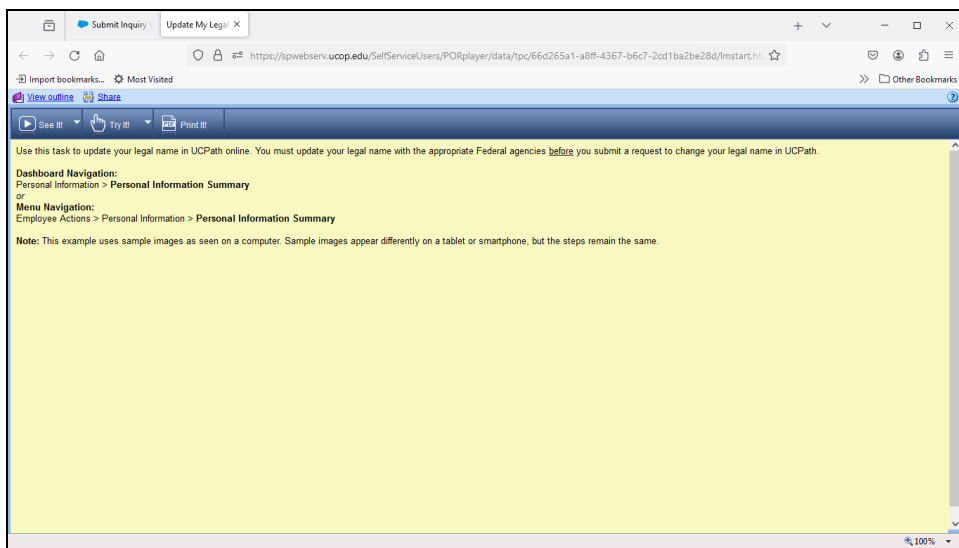 Submit Inquiry
Update My Legal
https://spwebserv.ucop.edu/SelfServiceUsers/PORplayer/data/tpc/66d265a1-a8ff-4367-b6c7-2cd1ba2be28d/lmstart.ht
Import bookmarks... Most Visited
Other Bookmarks
View outline Share
See It! Try It! Print It!
Use this task to update your legal name in UCPath online. You must update your legal name with the appropriate Federal agencies before you submit a request to change your legal name in UCPath.
Dashboard Navigation:
Personal Information > Personal Information Summary
or
Menu Navigation:
Employee Actions > Personal Information > Personal Information Summary
Note: This example uses sample images as seen on a computer. Sample images appear differently on a tablet or smartphone, but the steps remain the same.
100%